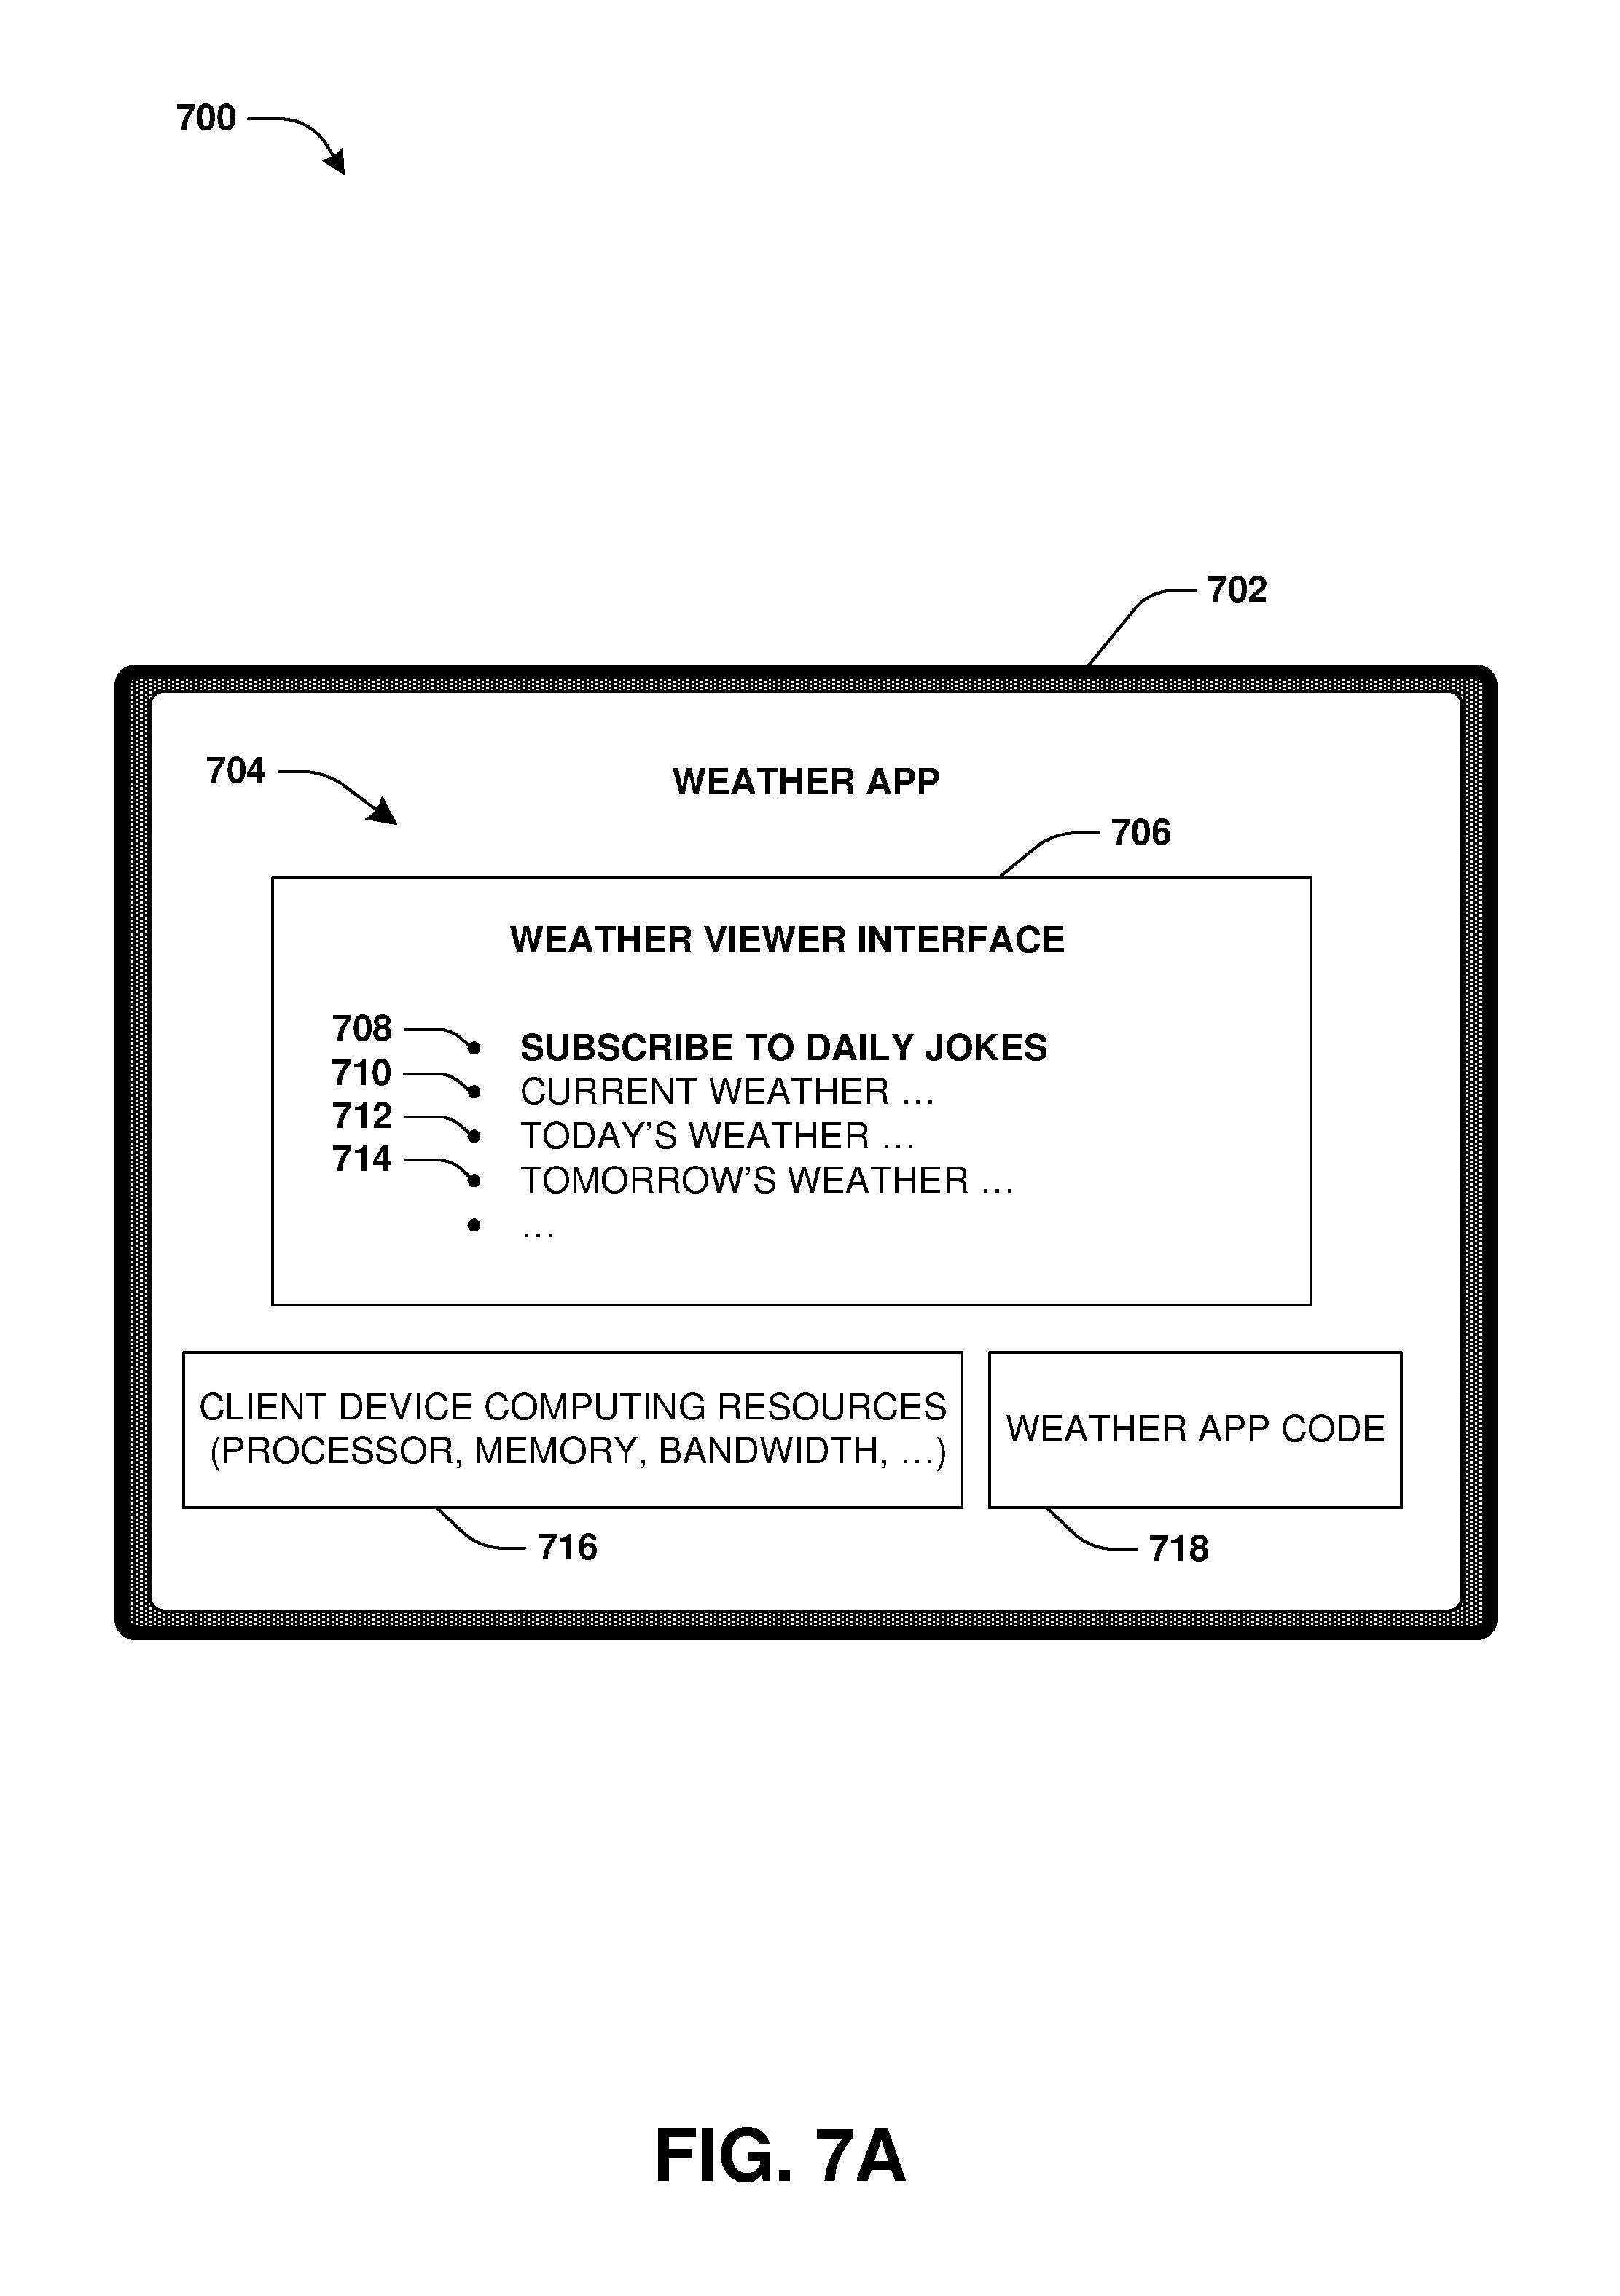 700
702
704
WEATHER APP
706
WEATHER VIEWER INTERFACE
708 • SUBSCRIBE TO DAILY JOKES
710 • CURRENT WEATHER ...
712 • TODAY'S WEATHER ...
714 • TOMORROW'S WEATHER ...
• ...
CLIENT DEVICE COMPUTING RESOURCES
(PROCESSOR, MEMORY, BANDWIDTH, ...)
WEATHER APP CODE
716
718
FIG. 7A